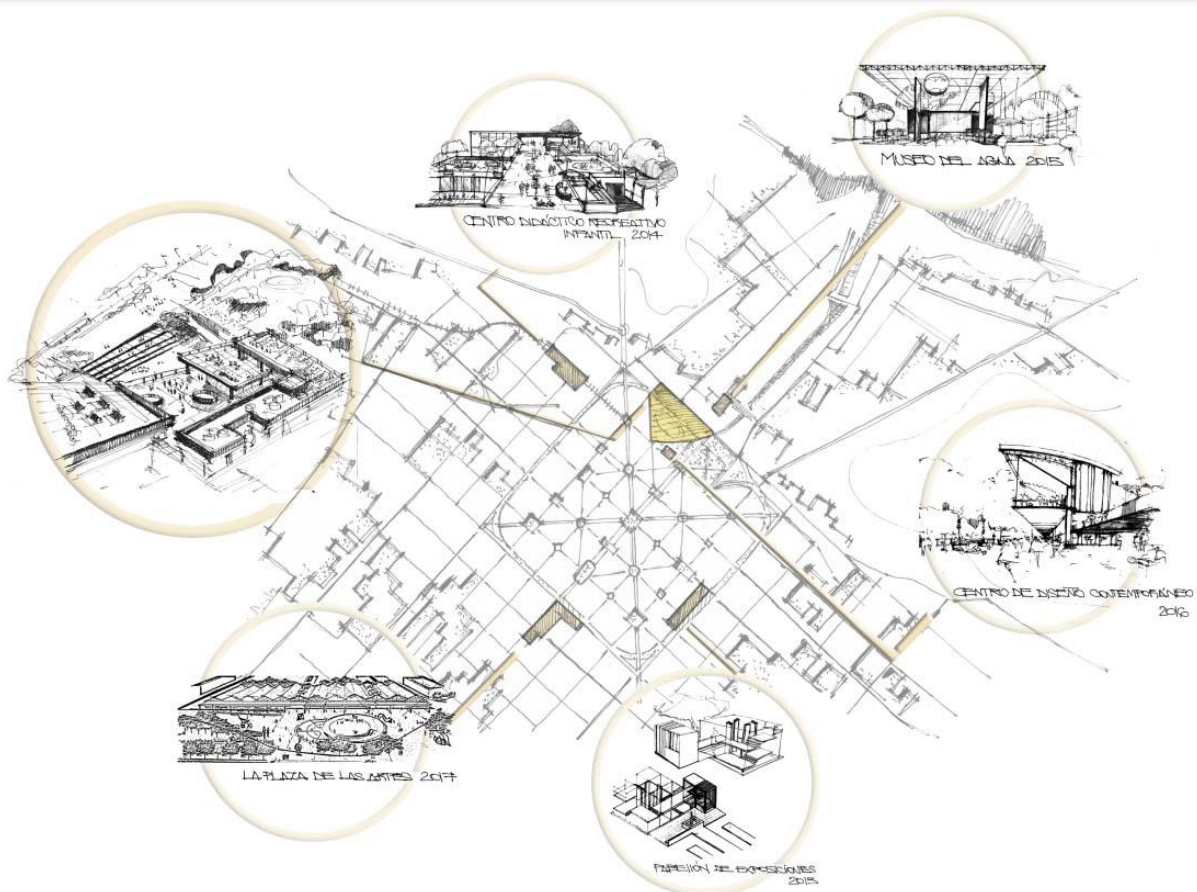 MUSEO DEL AGUA 2015
CENTRO DIDÁCTICO RECREATIVO
INFANTIL 2014
CENTRO DE DISEÑO CONTEMPORÁNEO
2016
LA PLAZA DE LAS ARTES 2017
PABELLÓN DE EXPOSICIONES
2015